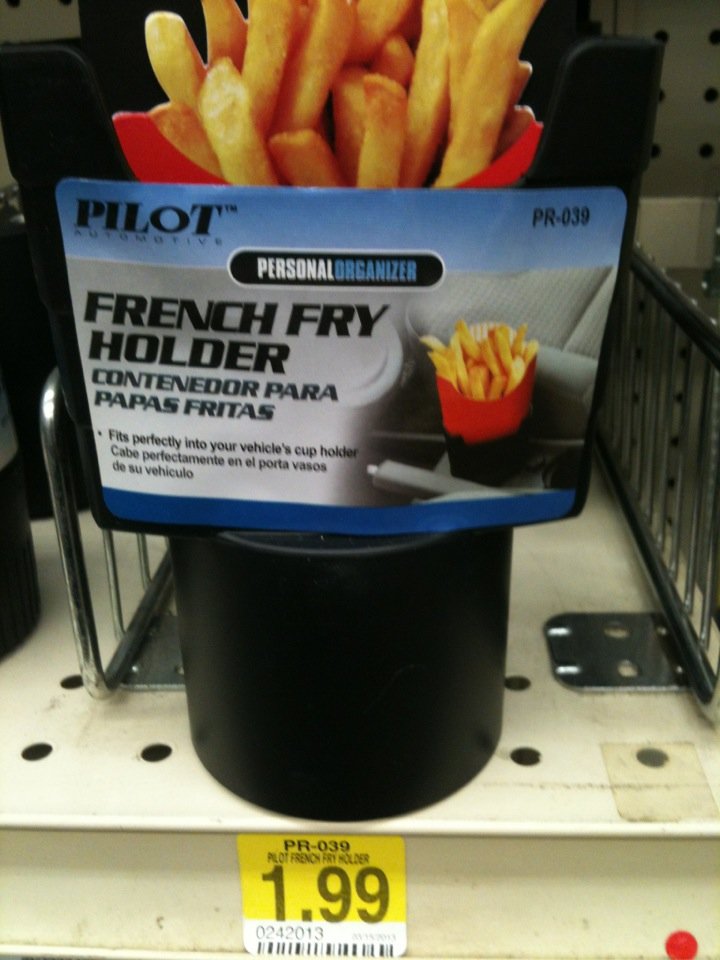 PILOT™
AUTOMOTIVE
PR-039
PERSONALORGANIZER
FRENCH FRY
HOLDER
CONTENEDOR PARA
PAPAS FRITAS
• Fits perfectly into your vehicle's cup holder
Cabe perfectamente en el porta vasos
de su vehiculo
PR-039
PILOT FRENCH FRY HOLDER
1.99
0242013